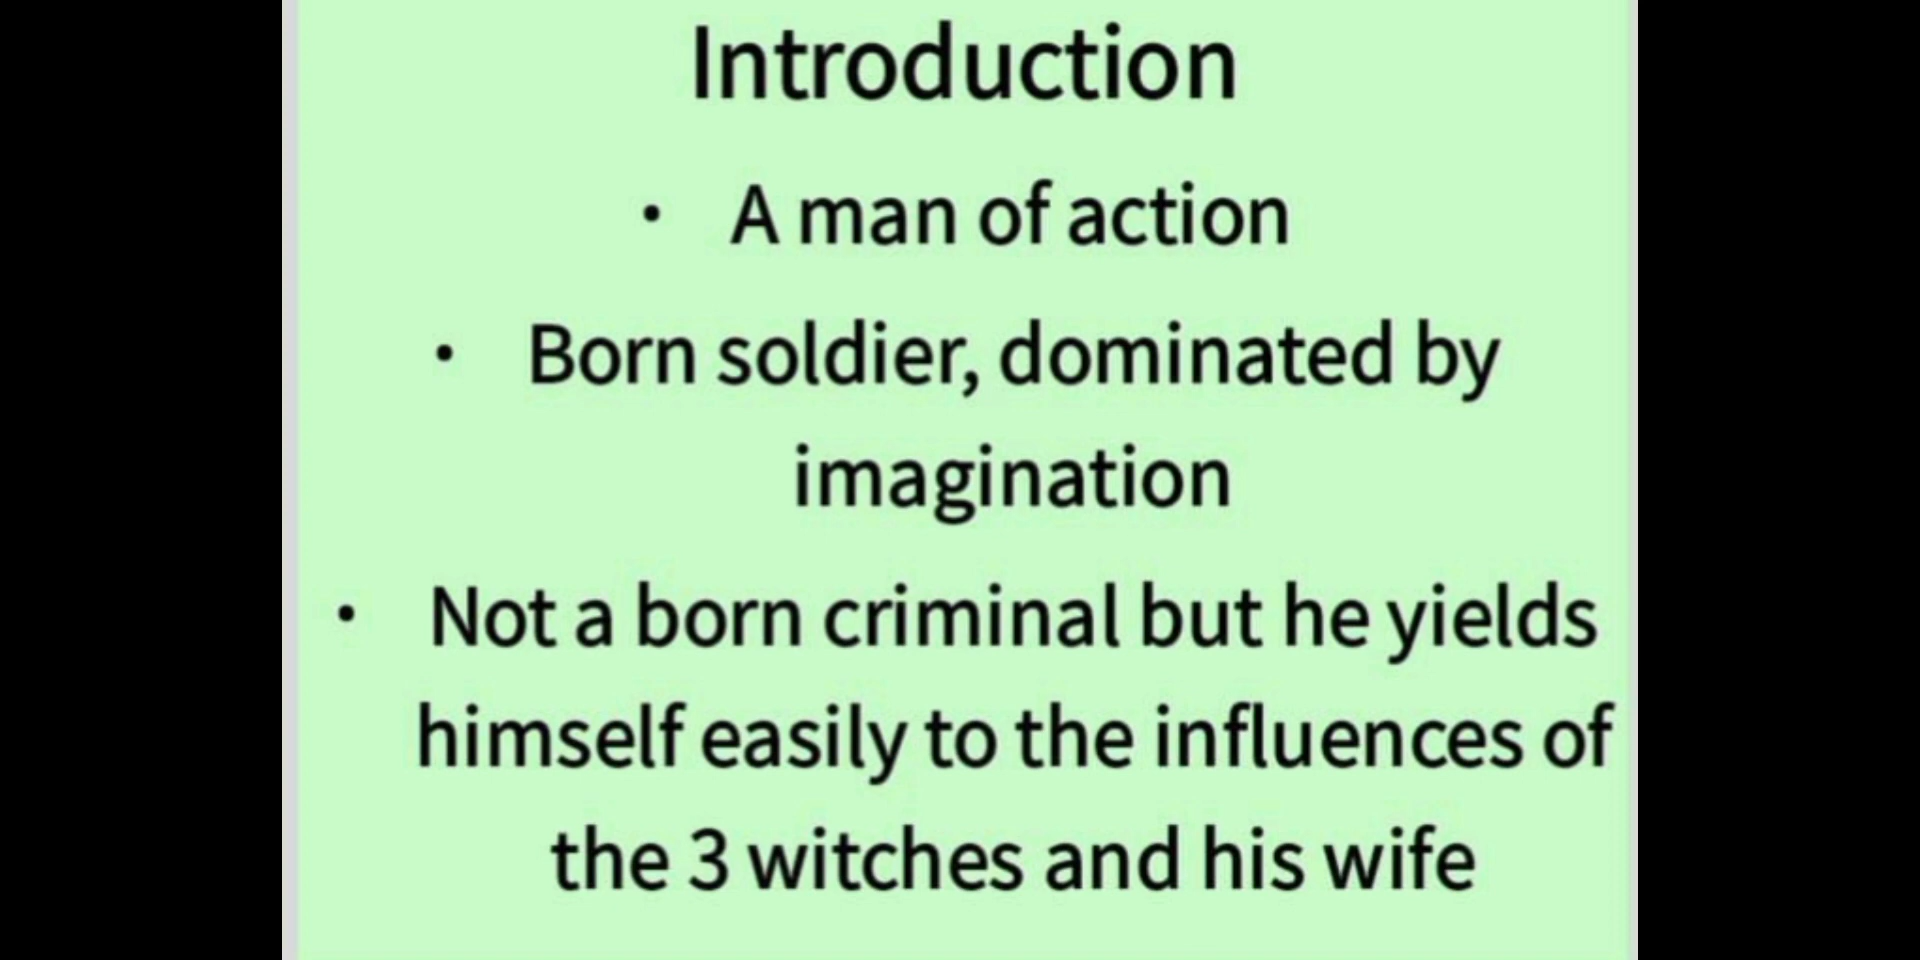 Introduction
• A man of action
• Born soldier, dominated by
imagination
• Not a born criminal but he yields
himself easily to the influences of
the 3 witches and his wife